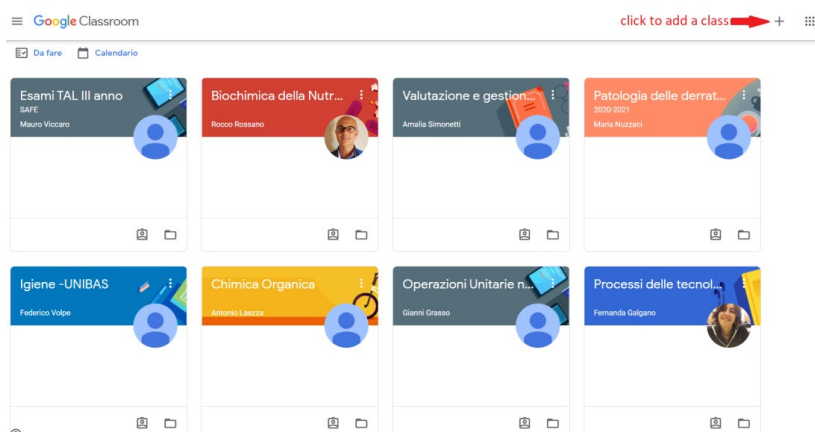 Google Classroom
click to add a class
Da fare
Calendario
Esami TAL III anno
SAFE
Mauro Viccaro
Biochimica della Nutr...
Rocco Rossano
Valutazione e gestion...
Amalia Simonetti
Patologia delle derrat...
2020-2021
Maria Nuzzaci
Igiene -UNIBAS
Federico Volpe
Chimica Organica
Antonio Laezza
Operazioni Unitarie n...
Gianni Grasso
Processi delle tecnol...
Fernanda Galgano